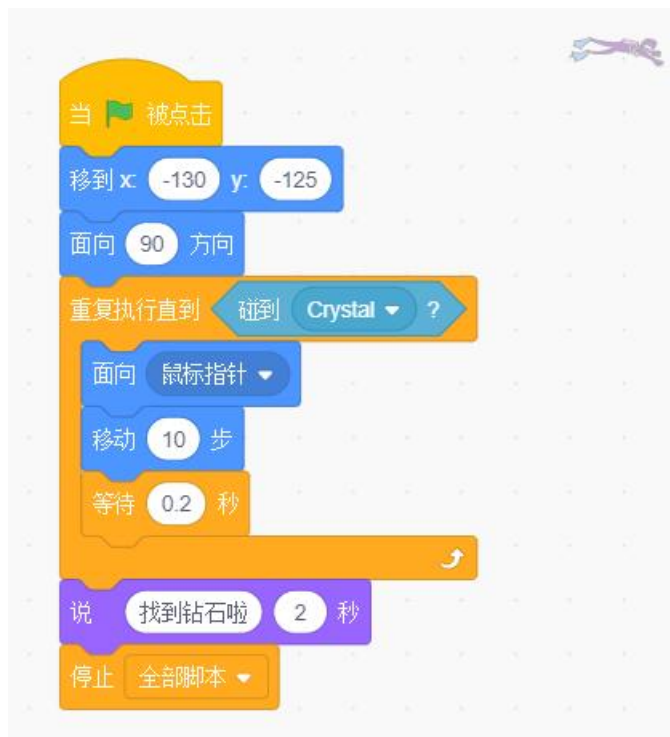 当 被点击
移到 x: -130 y: -125
面向 90 方向
重复执行直到 碰到 Crystal ?
面向 鼠标指针
移动 10 步
等待 0.2 秒
说 找到钻石啦 2 秒
停止 全部脚本